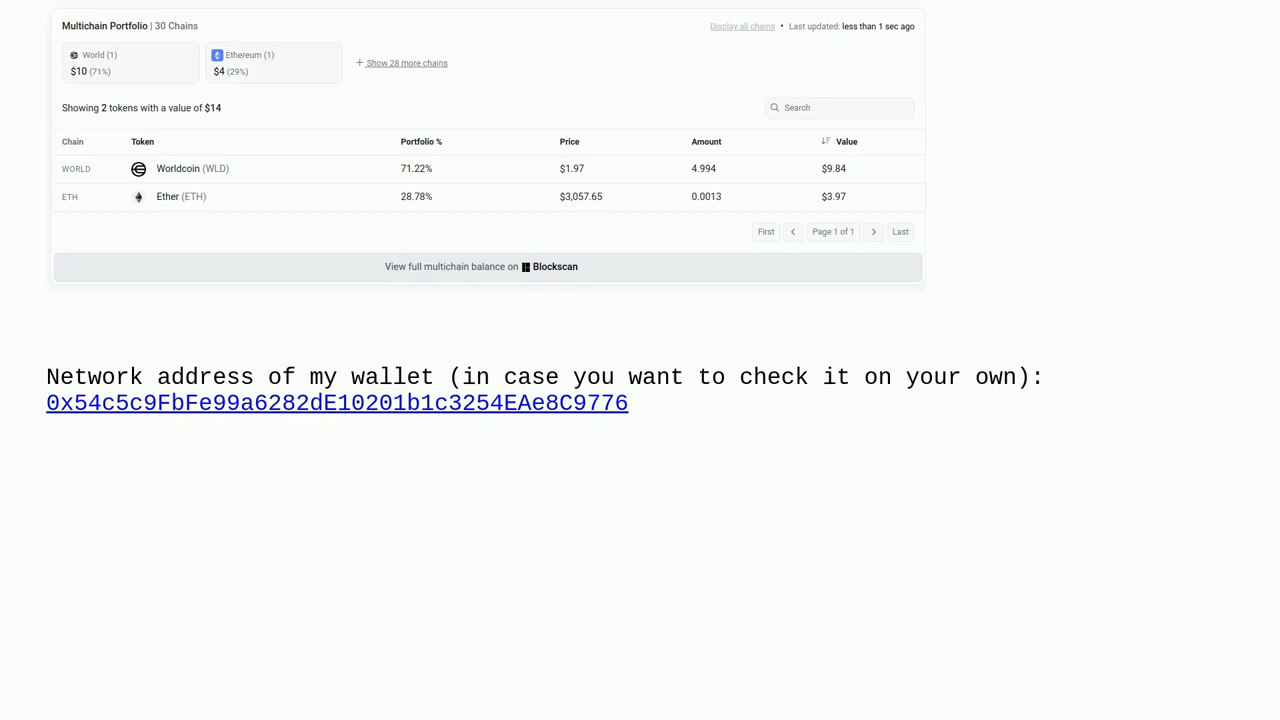 Multichain Portfolio | 30 Chains
Display all chains • Last updated: less than 1 sec ago
World (1)
$10 (71%)
Ethereum (1)
$4 (29%)
+ Show 28 more chains
Showing 2 tokens with a value of $14
Search
Chain Token Portfolio % Price Amount Value
WORLD Worldcoin (WLD) 71.22% $1.97 4.994 $9.84
ETH Ether (ETH) 28.78% $3,057.65 0.0013 $3.97
First Page 1 of 1 Last
View full multichain balance on Blockscan
Network address of my wallet (in case you want to check it on your own):
0x54c5c9FbFe99a6282dE10201b1c3254EAe8C9776